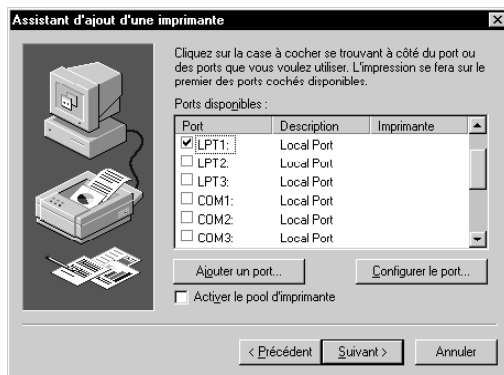 Assistant d'ajout d'une imprimante
Cliquez sur la case à cocher se trouvant à côté du port ou
des ports que vous voulez utiliser. L'impression se fera sur le
premier des ports cochés disponibles.
Ports disponibles :
Port Description Imprimante
LPT1: Local Port
LPT2: Local Port
LPT3: Local Port
COM1: Local Port
COM2: Local Port
COM3: Local Port
Ajouter un port... Configurer le port...
Activer le pool d'imprimante
< Précédent Suivant > Annuler